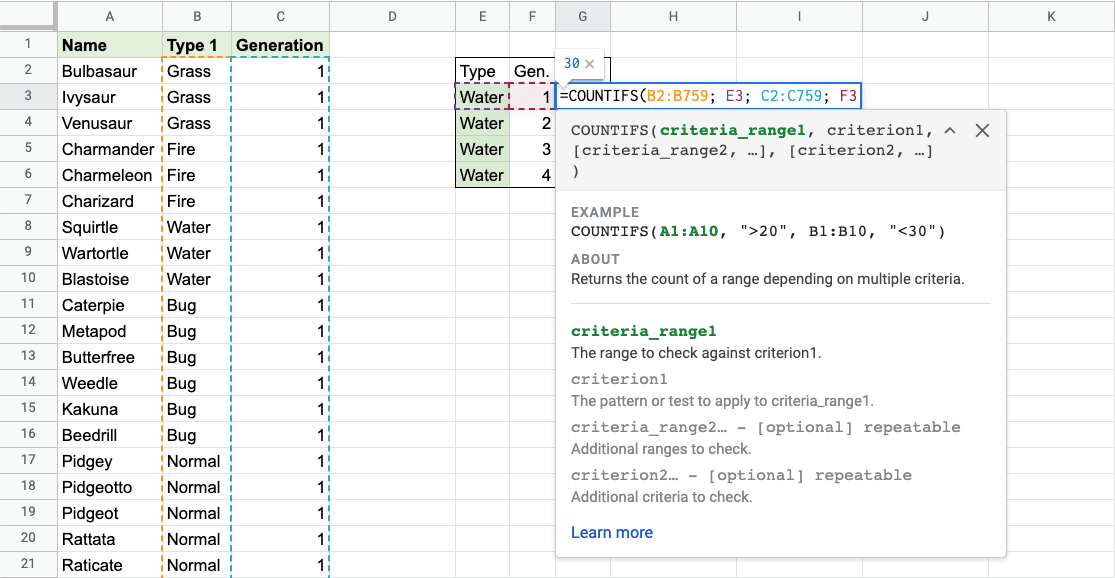 A B C D E F G H I J K
1 Name Type 1 Generation
2 Bulbasaur Grass 1 Type Gen. 30 ×
3 Ivysaur Grass 1 Water 1 =COUNTIFS(B2:B759; E3; C2:C759; F3
4 Venusaur Grass 1 Water 2
5 Charmander Fire 1 Water 3
6 Charmeleon Fire 1 Water 4
7 Charizard Fire 1
8 Squirtle Water 1
9 Wartortle Water 1
10 Blastoise Water 1
11 Caterpie Bug 1
12 Metapod Bug 1
13 Butterfree Bug 1
14 Weedle Bug 1
15 Kakuna Bug 1
16 Beedrill Bug 1
17 Pidgey Normal 1
18 Pidgeotto Normal 1
19 Pidgeot Normal 1
20 Rattata Normal 1
21 Raticate Normal 1
COUNTIFS(criteria_range1, criterion1,
[criteria_range2, …], [criterion2, …]
)
EXAMPLE
COUNTIFS(A1:A10, ">20", B1:B10, "<30")
ABOUT
Returns the count of a range depending on multiple criteria.
criteria_range1
The range to check against criterion1.
criterion1
The pattern or test to apply to criteria_range1.
criteria_range2… - [optional] repeatable
Additional ranges to check.
criterion2… - [optional] repeatable
Additional criteria to check.
Learn more